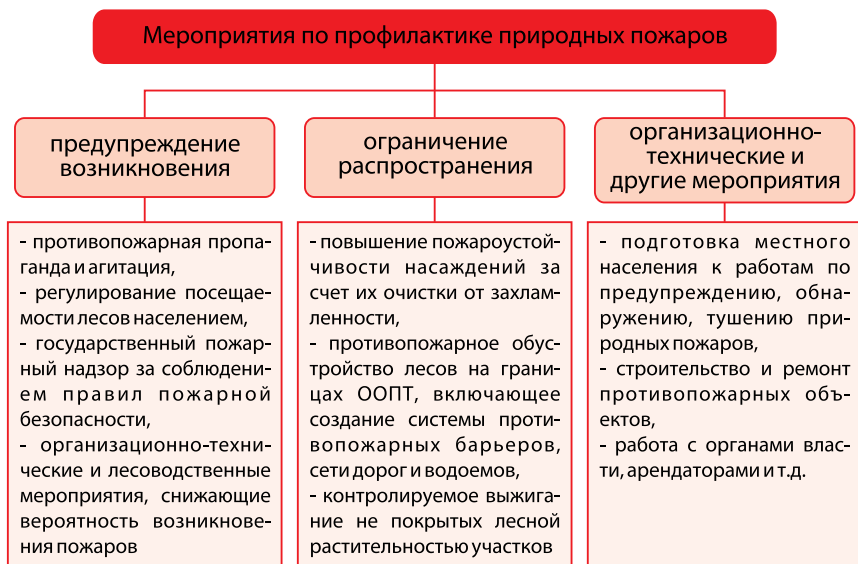 Мероприятия по профилактике природных пожаров
предупреждение
возникновения
ограничение
распространения
организационно-
технические и
другие мероприятия
- противопожарная пропа-
ганда и агитация,
- регулирование посещае-
мости лесов населением,
- государственный пожар-
ный надзор за соблюдени-
ем правил пожарной
безопасности,
- организационно-техни-
ческие и лесоводственные
мероприятия, снижающие
вероятность возникнове-
ния пожаров
- повышение пожароустой-
чивости насаждений за
счет их очистки от захлам-
ленности,
- противопожарное обус-
тройство лесов на грани-
цах ООПТ, включающее
создание системы проти-
вопожарных барьеров,
сети дорог и водоемов,
- контролируемое выжига-
ние не покрытых лесной
растительностью участков
- подготовка местного
населения к работам по
предупреждению, обна-
ружению, тушению при-
родных пожаров,
- строительство и ремонт
противопожарных объ-
ектов,
- работа с органами влас-
ти, арендаторами и т.д.